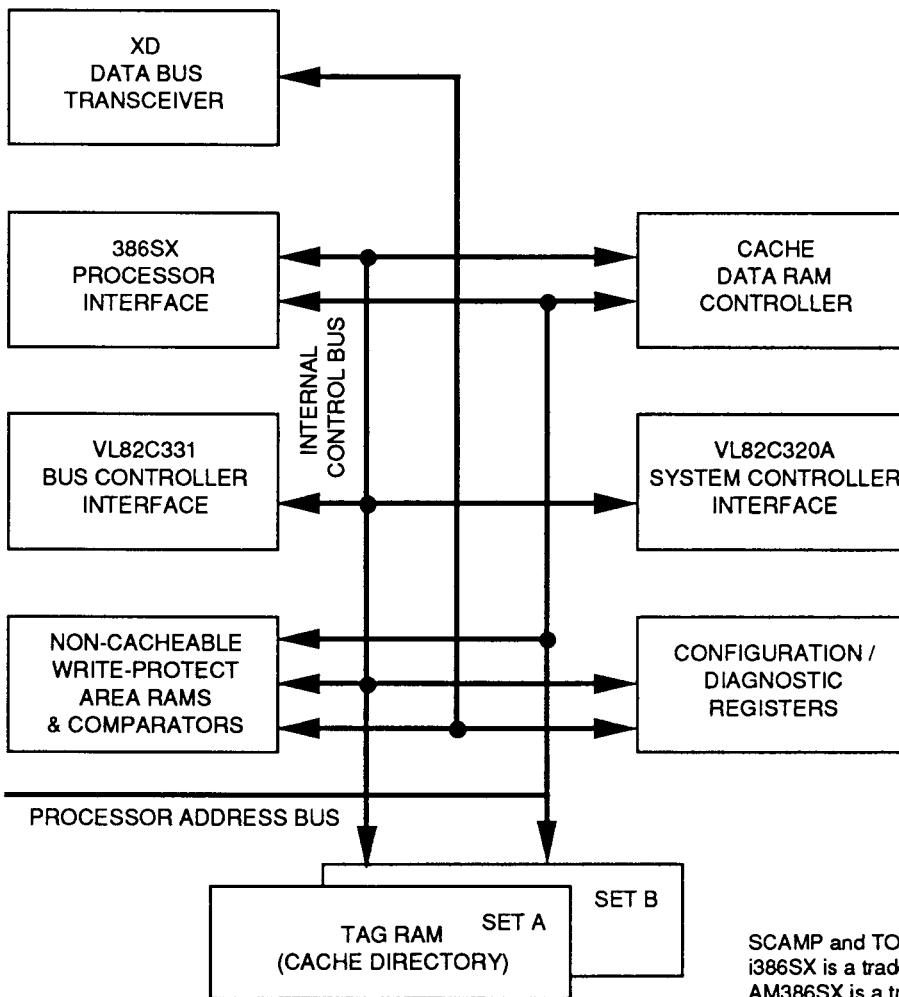 XD
DATA BUS
TRANSCEIVER
386SX
PROCESSOR
INTERFACE
CACHE
DATA RAM
CONTROLLER
INTERNAL
CONTROL BUS
VL82C331
BUS CONTROLLER
INTERFACE
VL82C320A
SYSTEM CONTROLLER
INTERFACE
NON-CACHEABLE
WRITE-PROTECT
AREA RAMS
& COMPARATORS
CONFIGURATION /
DIAGNOSTIC
REGISTERS
PROCESSOR ADDRESS BUS
SET B
SET A
TAG RAM
(CACHE DIRECTORY)
SCAMP and TO
i386SX is a trad
AM386SX is a tr